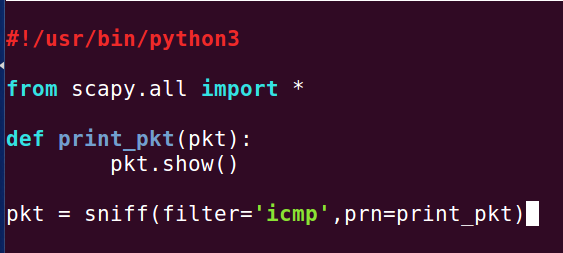 #!/usr/bin/python3
from scapy.all import *
def print_pkt(pkt):
        pkt.show()
pkt = sniff(filter='icmp',prn=print_pkt)